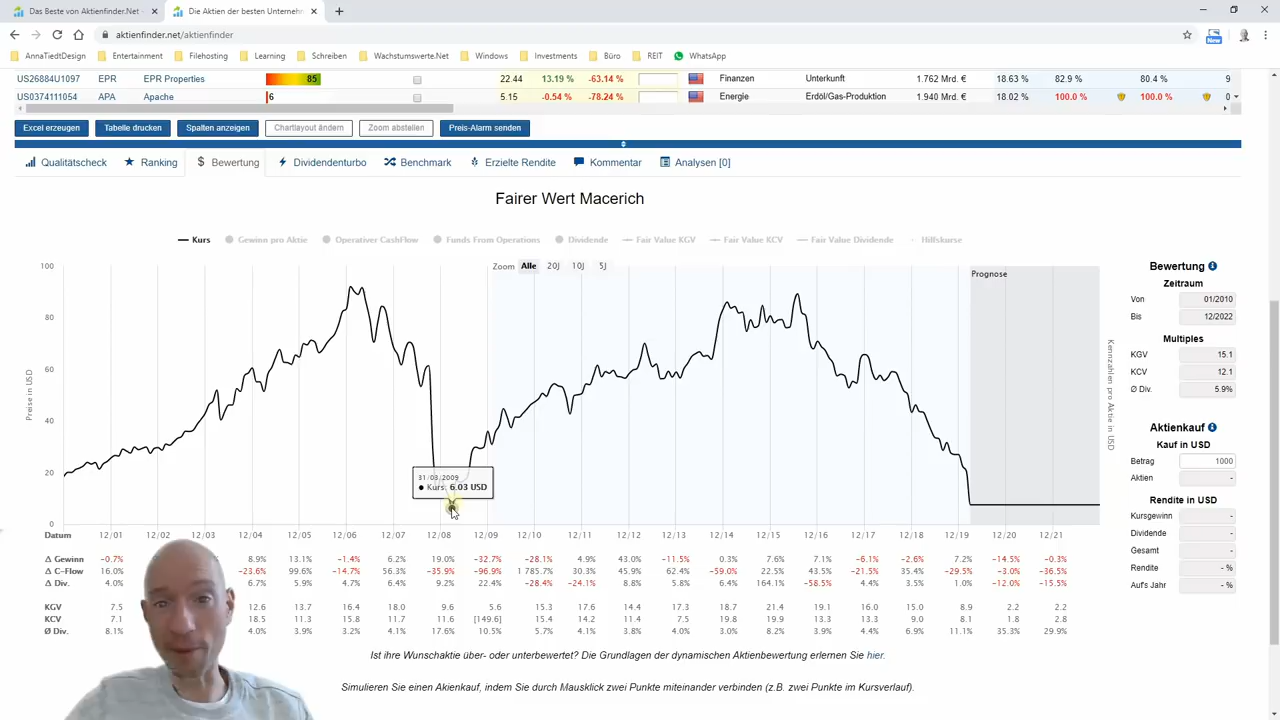 Das Beste von Aktienfinder.Net - 
Die Aktien der besten Unternehm
aktienfinder.net/aktienfinder
AnnaTiedtDesign Entertainment Filehosting Learning Schreiben Wachstumswerte.Net Windows Investments Büro REIT WhatsApp
US26884U1097 EPR EPR Properties 85 22.44 13.19 % -63.14 % Finanzen Unterkunft 1.762 Mrd. € 18.63 % 82.9 % 80.4 % 9
US0374111054 APA Apache 6 5.15 -0.54 % -78.24 % Energie Erdöl/Gas-Produktion 1.940 Mrd. € 18.02 % 100.0 % 100.0 % 0
Excel erzeugen Tabelle drucken Spalten anzeigen Chartlayout ändern Zoom abstellen Preis-Alarm senden
Qualitätscheck Ranking Bewertung Dividendenturbo Benchmark Erzielte Rendite Kommentar Analysen [0]
Fairer Wert Macerich
Kurs Gewinn pro Aktie Operativer CashFlow Funds From Operations Dividende Fair Value KGV Fair Value KCV Fair Value Dividende Hilfskurse
Zoom Alle 20J 10J 5J
Prognose
100
80
60
40
20
0
Preise in USD
Kennzahlen pro Aktie in USD
31/03/2009
Kurs: 6.03 USD
Datum 12/01 12/02 12/03 12/04 12/05 12/06 12/07 12/08 12/09 12/10 12/11 12/12 12/13 12/14 12/15 12/16 12/17 12/18 12/19 12/20 12/21
Δ Gewinn -0.7% 8.9% 13.1% -1.4% 6.2% 19.0% -32.7% -28.1% 4.9% 43.0% -11.5% 0.3% 7.6% 7.1% -6.1% -2.6% 7.2% -14.5% -0.3%
Δ C-Flow 16.0% -23.6% 99.6% -14.7% 56.3% -35.9% -96.9% 1 785.7% 30.3% 45.9% 62.4% -59.0% 22.5% 43.5% -21.5% 35.4% -29.5% -3.0% -36.5%
Δ Div. 4.0% 6.7% 5.9% 4.7% 6.4% 9.2% 22.4% -28.4% -24.1% 8.8% 5.8% 6.4% 164.1% -58.5% 4.4% 3.5% 1.0% -12.0% -15.5%
KGV 7.5 12.6 13.7 16.4 18.0 9.6 5.6 15.3 17.6 14.4 17.3 18.7 21.4 19.1 16.0 15.0 8.9 2.2 2.2
KCV 7.1 18.5 11.3 15.8 11.7 11.6 [149.6] 15.4 14.2 11.4 7.5 19.8 19.9 13.3 13.3 9.0 8.1 1.8 2.8
Ø Div. 8.1% 4.0% 3.9% 3.2% 4.1% 17.6% 10.5% 5.7% 4.1% 3.8% 4.0% 3.0% 8.2% 3.9% 4.4% 6.9% 11.1% 35.3% 29.9%
Ist ihre Wunschaktie über- oder unterbewertet? Die Grundlagen der dynamischen Aktienbewertung erlernen Sie hier.
Simulieren Sie einen Akienkauf, indem Sie durch Mausklick zwei Punkte miteinander verbinden (z.B. zwei Punkte im Kursverlauf).
Bewertung
Zeitraum
Von 01/2010
Bis 12/2022
Multiples
KGV 15.1
KCV 12.1
Ø Div. 5.9%
Aktienkauf
Kauf in USD
Betrag 1000
Aktien -
Rendite in USD
Kursgewinn -
Dividende -
Gesamt -
Rendite - %
Auf's Jahr - %